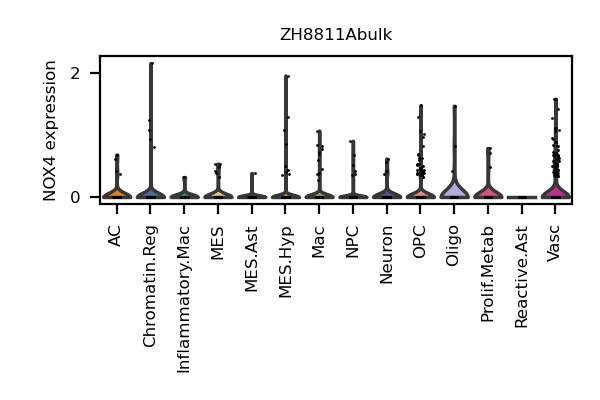 ZH8811Abulk
NOX4 expression
2
0
AC
Chromatin.Reg
Inflammatory.Mac
MES
MES.Ast
MES.Hyp
Mac
NPC
Neuron
OPC
Oligo
Prolif.Metab
Reactive.Ast
Vasc